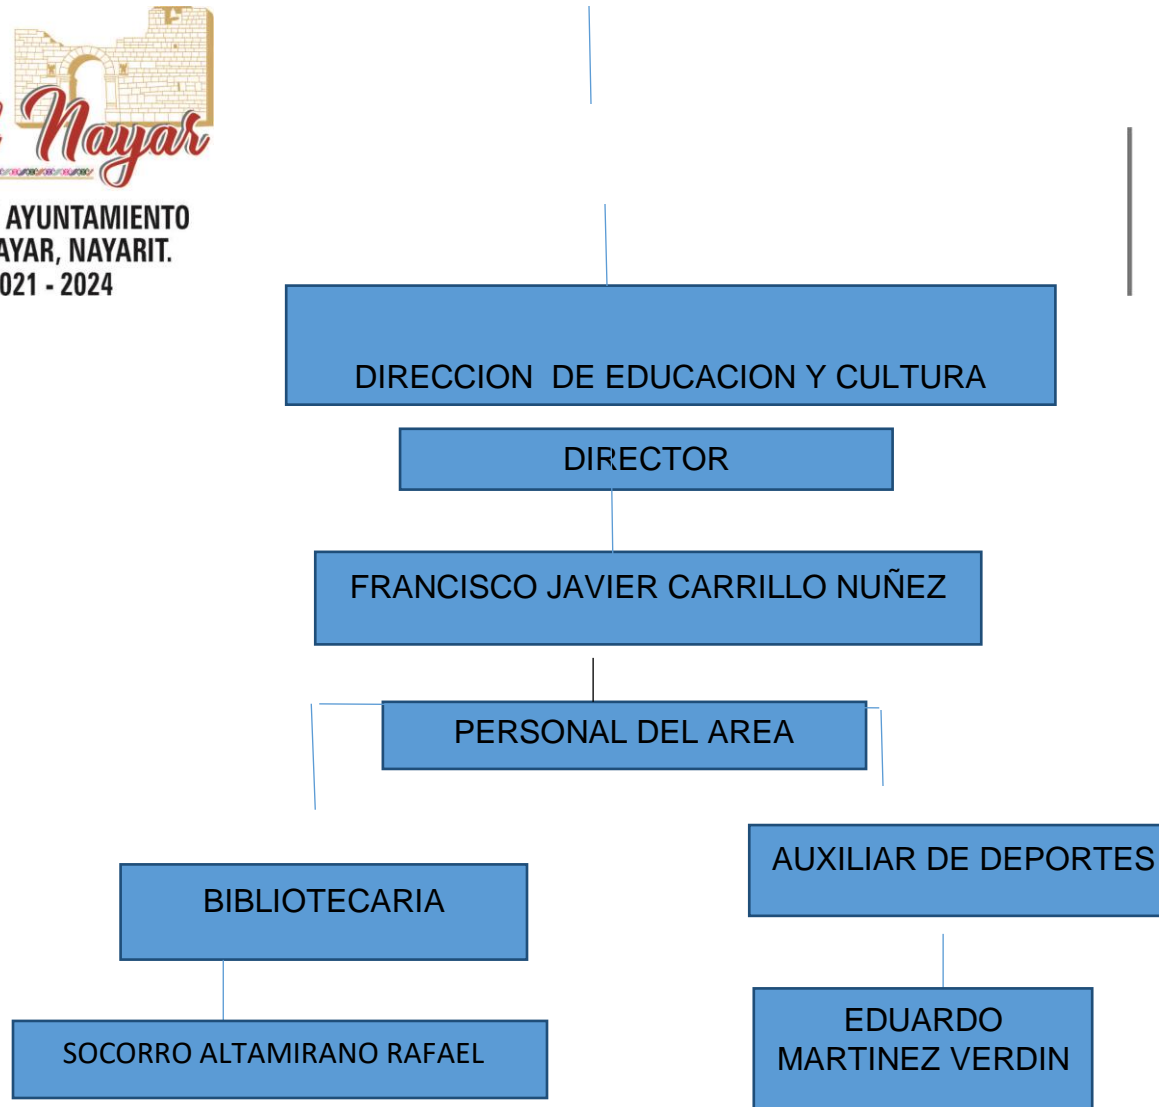 Nayar
AYUNTAMIENTO
AYAR, NAYARIT.
021 - 2024
DIRECCION DE EDUCACION Y CULTURA
DIRECTOR
FRANCISCO JAVIER CARRILLO NUÑEZ
PERSONAL DEL AREA
AUXILIAR DE DEPORTES
BIBLIOTECARIA
EDUARDO
MARTINEZ VERDIN
SOCORRO ALTAMIRANO RAFAEL